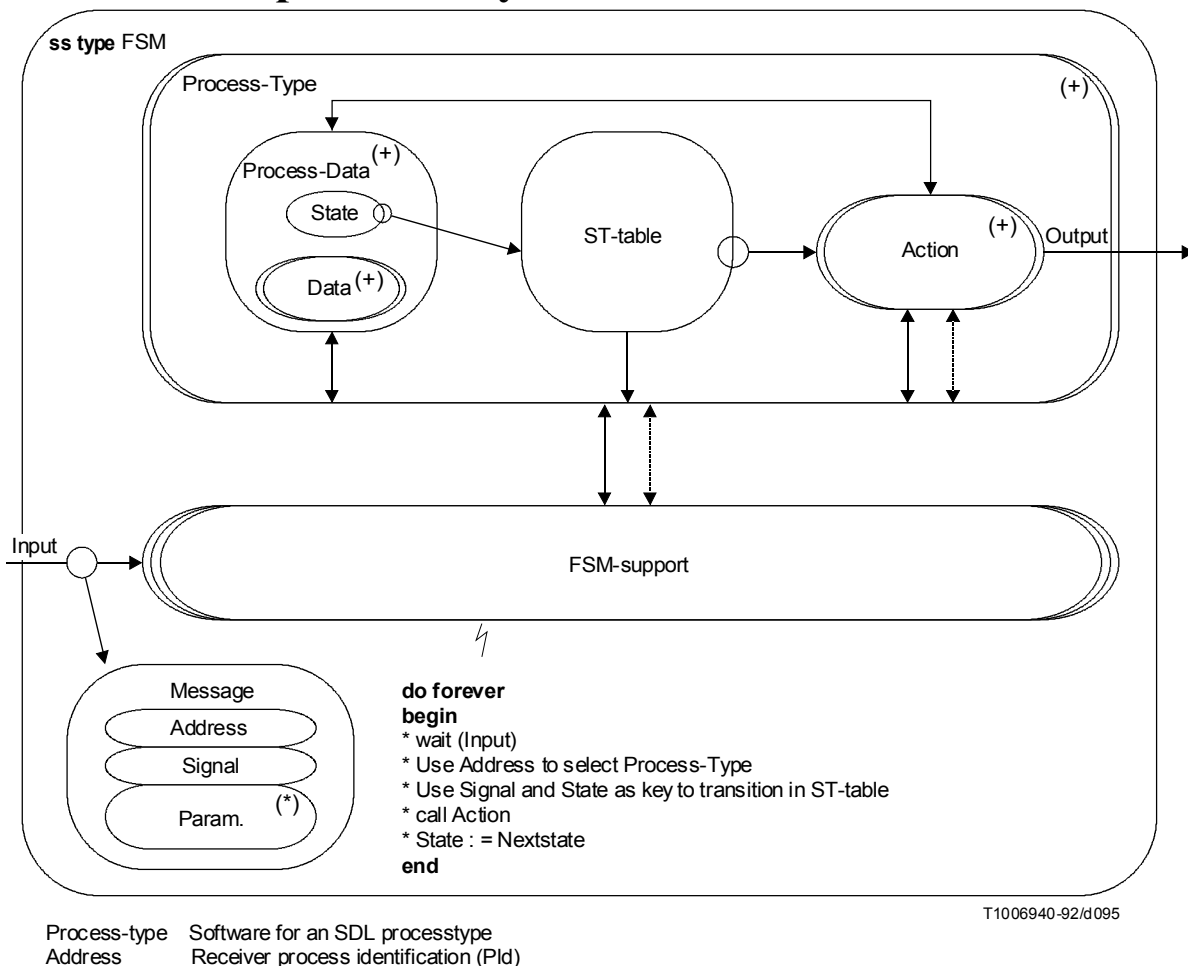 ss type FSM
Process-Type
(+)
Process-Data
(+)
State
Data
(+)
ST-table
Action
(+)
Output
Input
FSM-support
Message
Address
Signal
Param.
(*)
do forever
begin
* wait (Input)
* Use Address to select Process-Type
* Use Signal and State as key to transition in ST-table
* call Action
* State : = Nextstate
end
T1006940-92/d095
Process-type Software for an SDL processtype
Address Receiver process identification (PId)